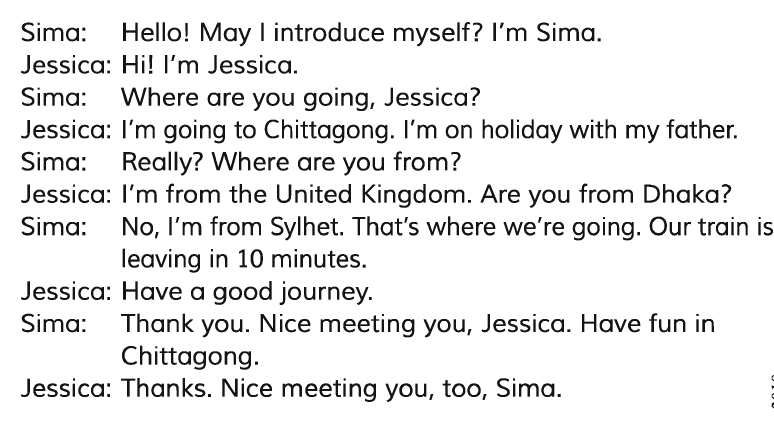 Sima: Hello! May I introduce myself? I'm Sima.
Jessica: Hi! I'm Jessica.
Sima: Where are you going, Jessica?
Jessica: I'm going to Chittagong. I'm on holiday with my father.
Sima: Really? Where are you from?
Jessica: I'm from the United Kingdom. Are you from Dhaka?
Sima: No, I'm from Sylhet. That's where we're going. Our train is
leaving in 10 minutes.
Jessica: Have a good journey.
Sima: Thank you. Nice meeting you, Jessica. Have fun in
Chittagong.
Jessica: Thanks. Nice meeting you, too, Sima.